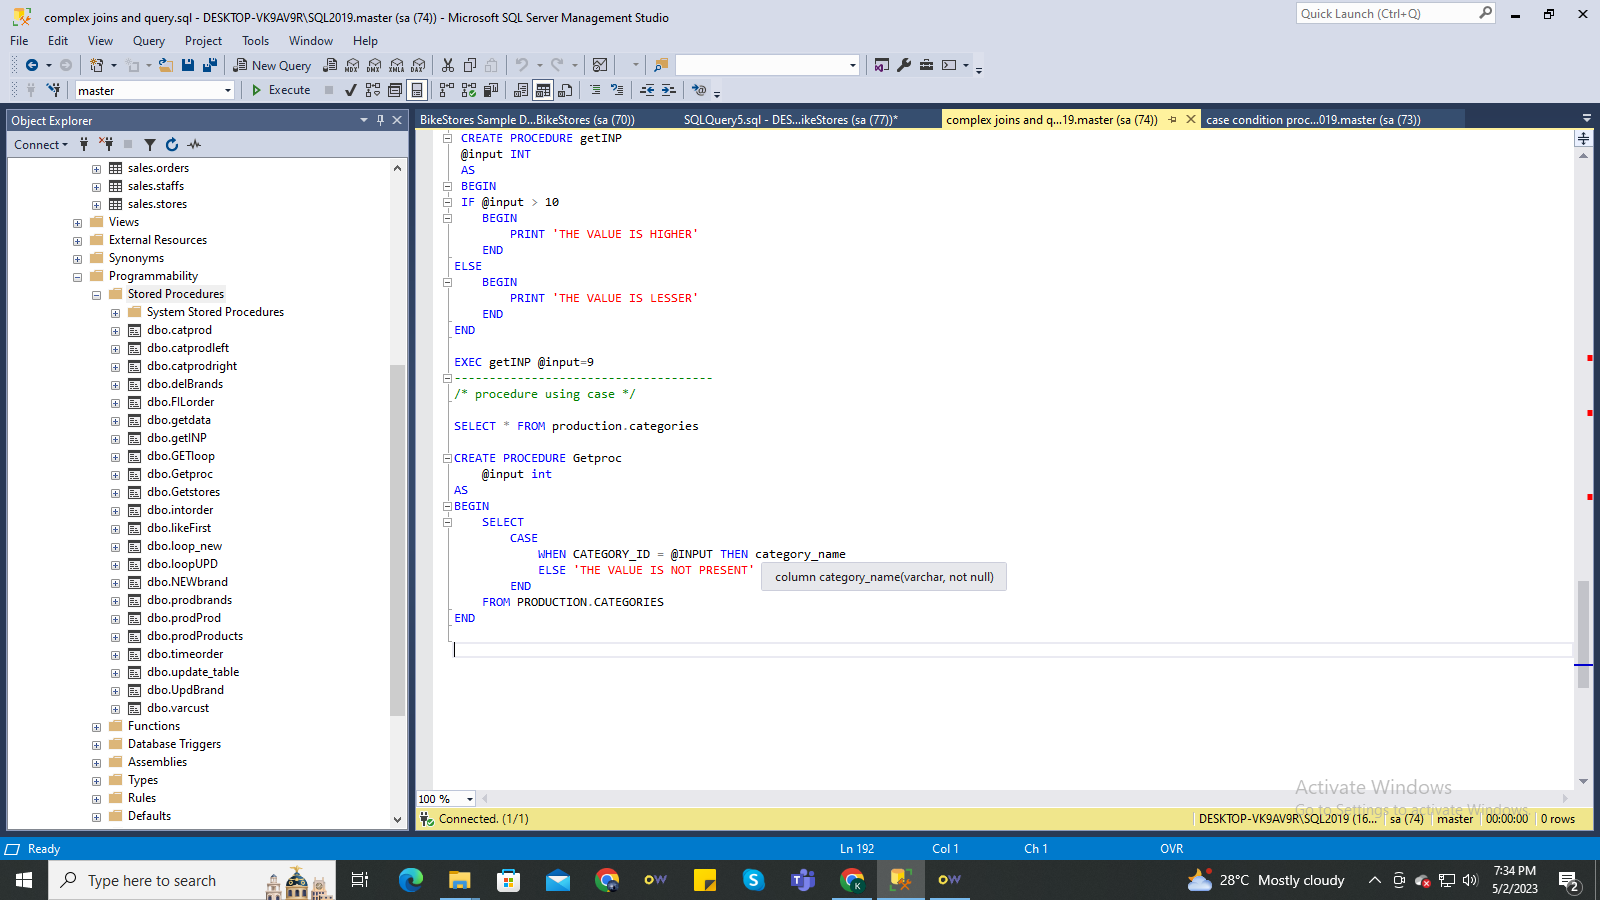 complex joins and query.sql - DESKTOP-VK9AV9R\SQL2019.master (sa (74)) - Microsoft SQL Server Management Studio
Quick Launch (Ctrl+Q)
File Edit View Query Project Tools Window Help
New Query MDX DMX XMLA DAX
master Execute
Object Explorer
Connect
sales.orders
sales.staffs
sales.stores
Views
External Resources
Synonyms
Programmability
Stored Procedures
System Stored Procedures
dbo.catprod
dbo.catprodleft
dbo.catprodright
dbo.delBrands
dbo.FILorder
dbo.getdata
dbo.getINP
dbo.GETloop
dbo.Getproc
dbo.Getstores
dbo.intorder
dbo.likeFirst
dbo.loop_new
dbo.loopUPD
dbo.NEWbrand
dbo.prodbrands
dbo.prodProd
dbo.prodProducts
dbo.timeorder
dbo.update_table
dbo.UpdBrand
dbo.varcust
Functions
Database Triggers
Assemblies
Types
Rules
Defaults
BikeStores Sample D...BikeStores (sa (70)) SQLQuery5.sql - DES...ikeStores (sa (77))* complex joins and q...19.master (sa (74)) case condition proc...019.master (sa (73))
CREATE PROCEDURE getINP
@input INT
AS
BEGIN
IF @input > 10
BEGIN
PRINT 'THE VALUE IS HIGHER'
END
ELSE
BEGIN
PRINT 'THE VALUE IS LESSER'
END
END
EXEC getINP @input=9
-------------------------------------
/* procedure using case */
SELECT * FROM production.categories
CREATE PROCEDURE Getproc
@input int
AS
BEGIN
SELECT
CASE
WHEN CATEGORY_ID = @INPUT THEN category_name
ELSE 'THE VALUE IS NOT PRESENT'
column category_name(varchar, not null)
END
FROM PRODUCTION.CATEGORIES
END
100 %
Activate Windows
Go to Settings to activate Windows.
Connected. (1/1) DESKTOP-VK9AV9R\SQL2019 (16... sa (74) master 00:00:00 0 rows
Ready Ln 192 Col 1 Ch 1 OVR
Type here to search
28°C Mostly cloudy
7:34 PM
5/2/2023
2